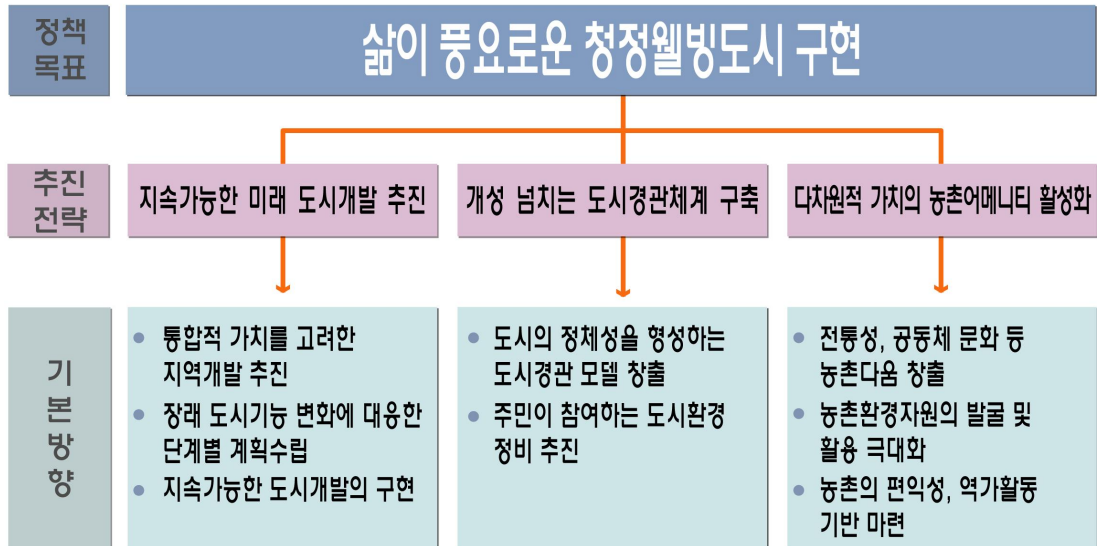 정책
목표
삶이 풍요로운 청정웰빙도시 구현
추진
전략
지속가능한 미래 도시개발 추진
개성 넘치는 도시경관체계 구축
다차원적 가치의 농촌어메니티 활성화
기
본
방
향
• 통합적 가치를 고려한
지역개발 추진
• 장래 도시기능 변화에 대응한
단계별 계획수립
• 지속가능한 도시개발의 구현
• 도시의 정체성을 형성하는
도시경관 모델 창출
• 주민이 참여하는 도시환경
정비 추진
• 전통성, 공동체 문화 등
농촌다움 창출
• 농촌환경자원의 발굴 및
활용 극대화
• 농촌의 편익성, 역가활동
기반 마련